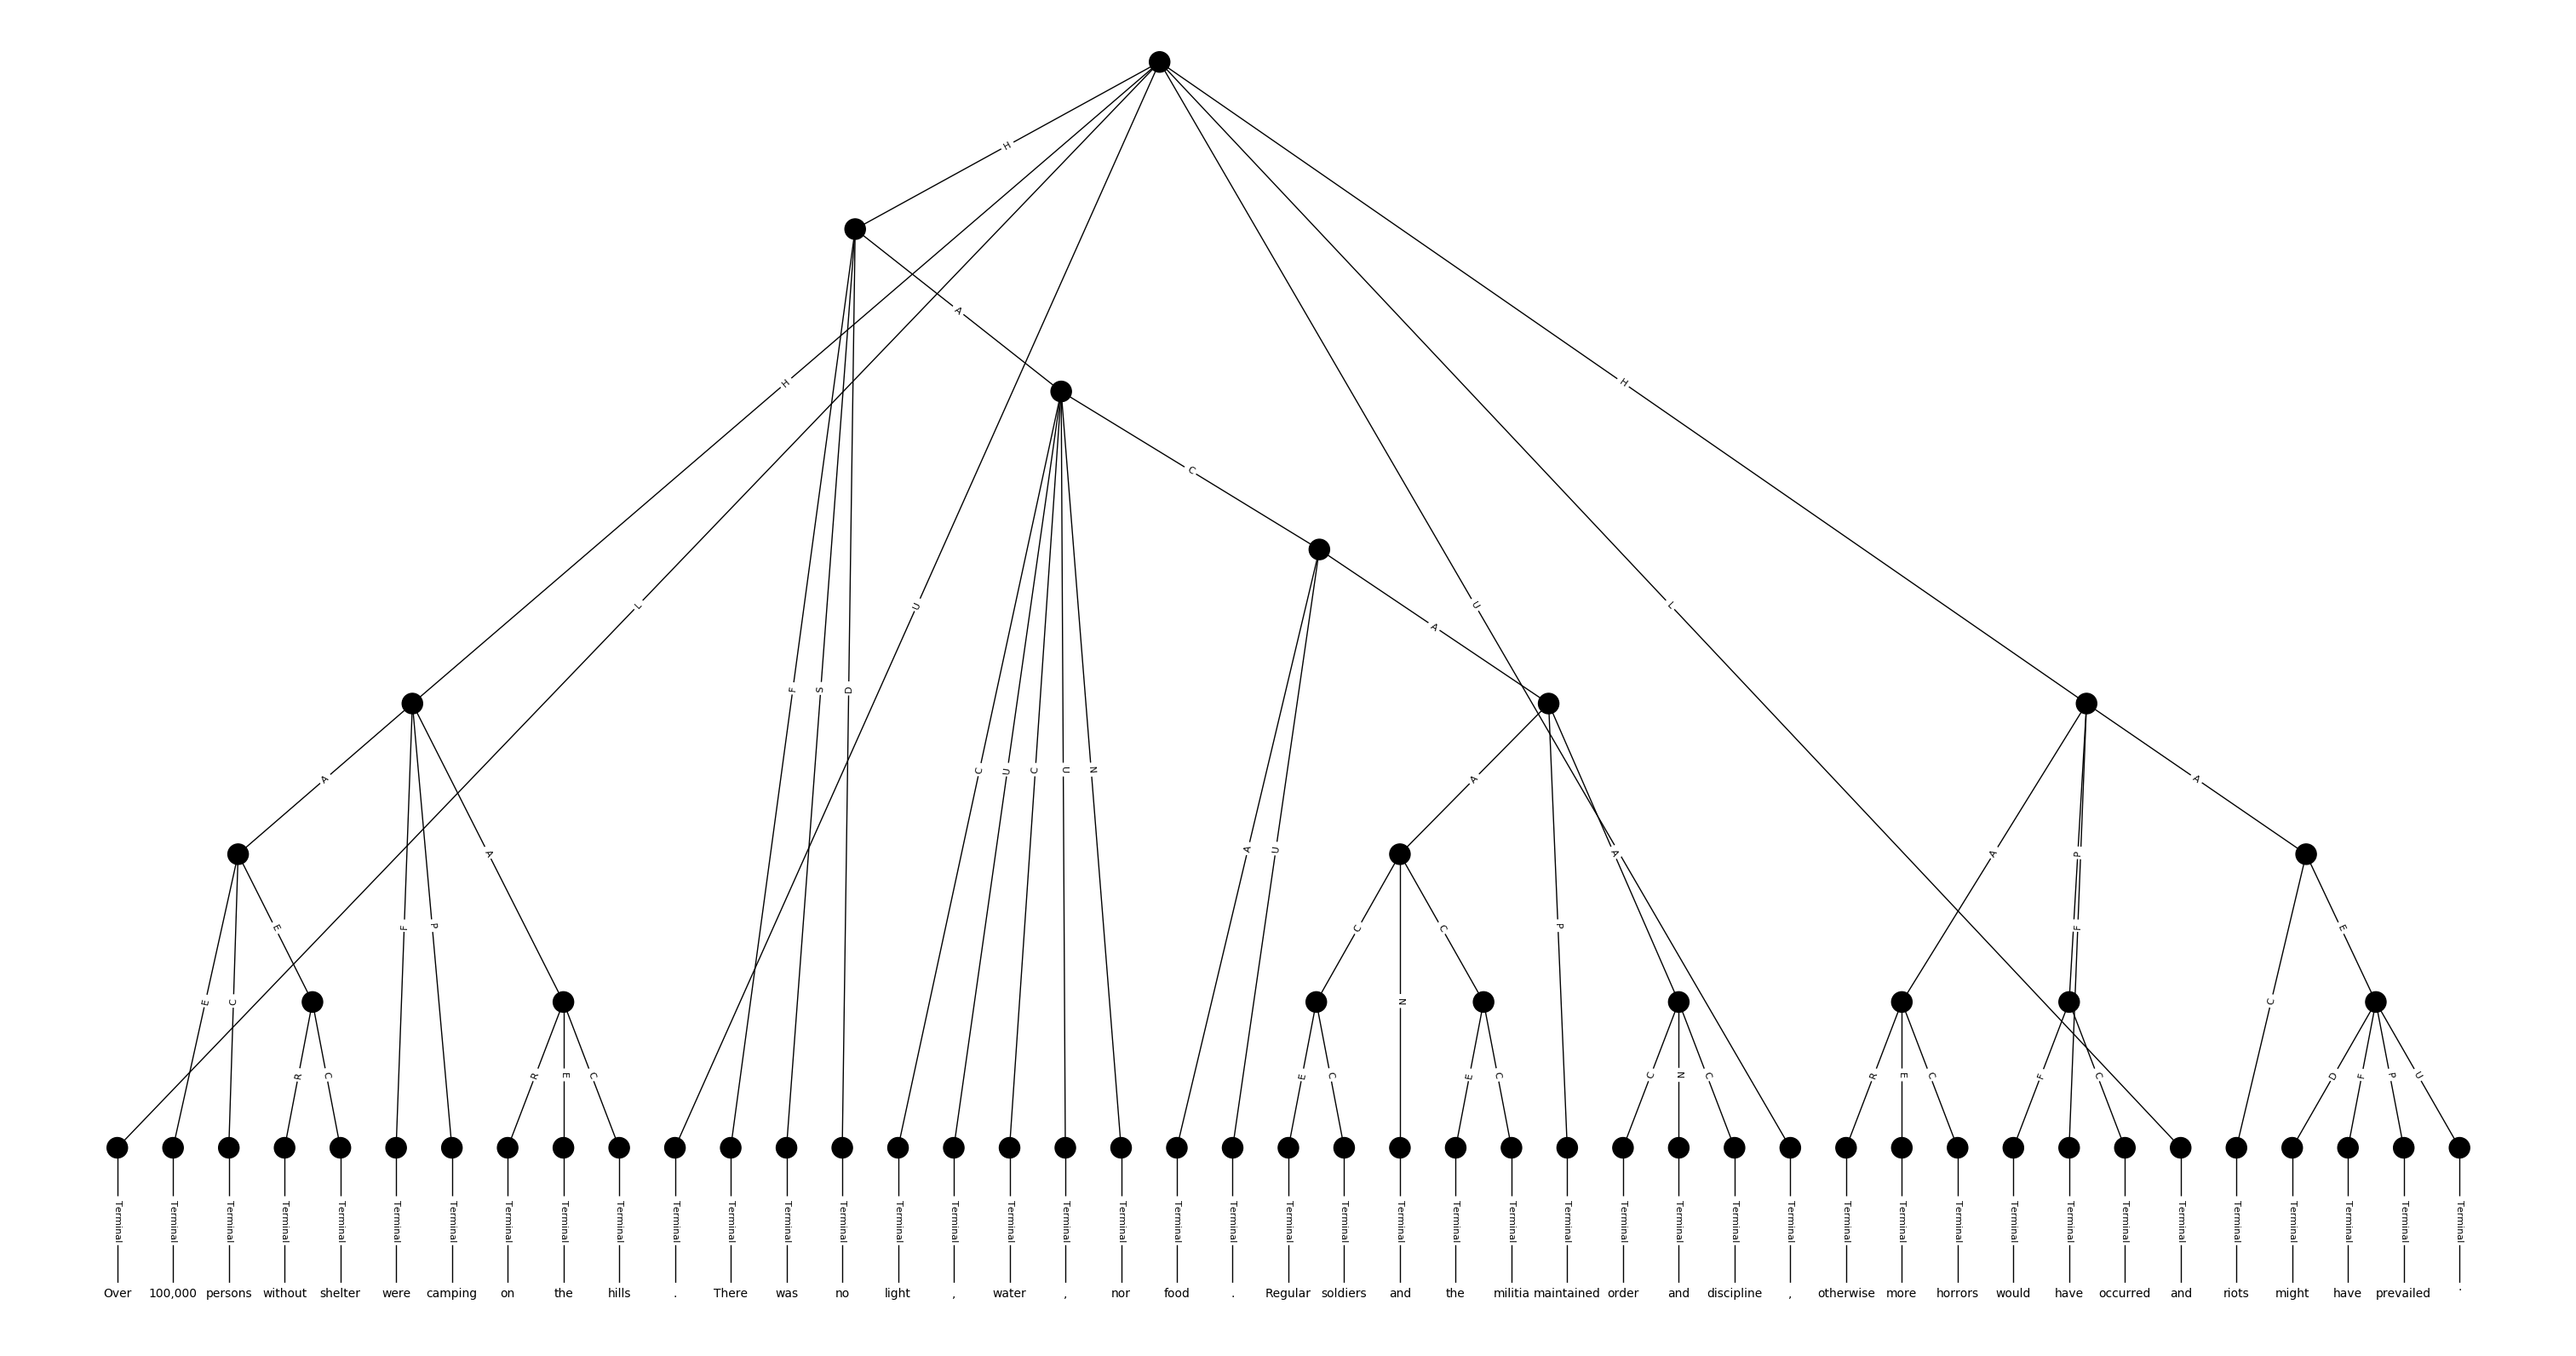 H
H
A
L
H
C
L
U
U
A
F
S
D
C
U
C
U
N
A
A
A
A
A
U
A
A
P
A
E
F
P
C
C
P
F
E
E
C
N
C
R
C
R
E
C
E
C
E
C
C
N
C
R
E
C
F
C
D
F
P
U
Terminal Terminal Terminal Terminal Terminal Terminal Terminal Terminal Terminal Terminal Terminal Terminal Terminal Terminal Terminal Terminal Terminal Terminal Terminal Terminal Terminal Terminal Terminal Terminal Terminal Terminal Terminal Terminal Terminal Terminal Terminal Terminal Terminal Terminal Terminal Terminal Terminal Terminal Terminal Terminal Terminal Terminal Terminal
Over 100,000 persons without shelter were camping on the hills . There was no light , water , nor food . Regular soldiers and the militia maintained order and discipline , otherwise more horrors would have occurred and riots might have prevailed .